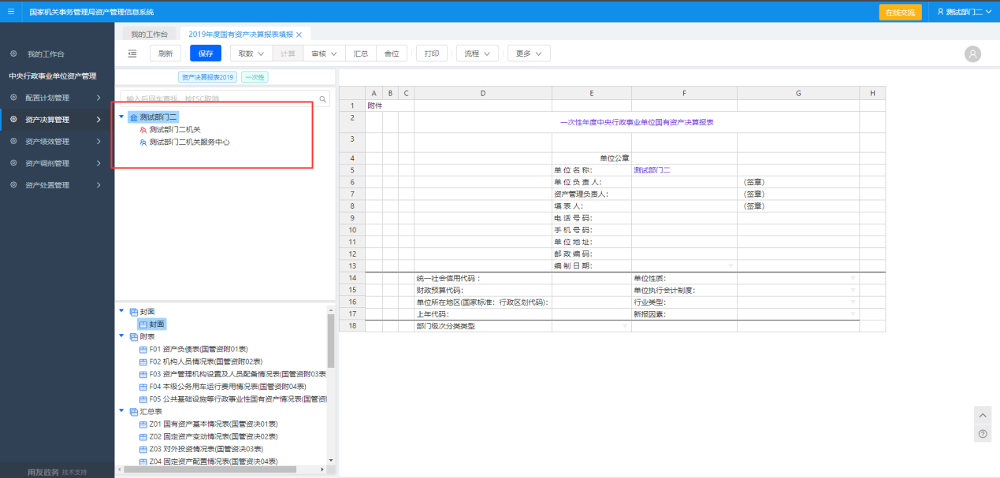 国家机关事务管理局资产管理信息系统
在线交流
测试部门二
我的工作台
中央行政事业单位资产管理
配置计划管理
资产决算管理
资产绩效管理
资产调剂管理
资产处置管理
用友政务 技术支持
我的工作台
2019年度国有资产决算报表填报
刷新
保存
取数
计算
审核
汇总
舍位
打印
流程
更多
资产决算报表2019
一次性
输入后回车查找，按ESC取消
测试部门二
测试部门二机关
测试部门二机关服务中心
封面
封面
附表
F01 资产负债表(国管资附01表)
F02 机构人员情况表(国管资附02表)
F03 资产管理机构设置及人员配备情况表(国管资附03表
F04 本级公务用车运行费用情况表(国管资附04表)
F05 公共基础设施等行政事业性国有资产情况表(国管资
汇总表
Z01 国有资产基本情况表(国管资决01表)
Z02 固定资产变动情况表(国管资决02表)
Z03 对外投资情况表(国管资决03表)
Z04 固定资产配置情况表(国管资决04表)
A B C D E F G H
1 附件
2 一次性年度中央行政事业单位国有资产决算报表
3
4 单位公章
5 单 位 名 称： 测试部门二
6 单 位 负 责 人： （签章）
7 资产管理负责人： （签章）
8 填 表 人： （签章）
9 电 话 号 码：
10 手 机 号 码：
11 单 位 地 址：
12 邮 政 编 码：
13 编 制 日 期：
14 统一社会信用代码 ： 单位性质：
15 财政预算代码： 单位执行会计制度：
16 单位所在地区(国家标准：行政区划代码)： 行业类型：
17 上年代码： 新报因素：
18 部门级次分类类型